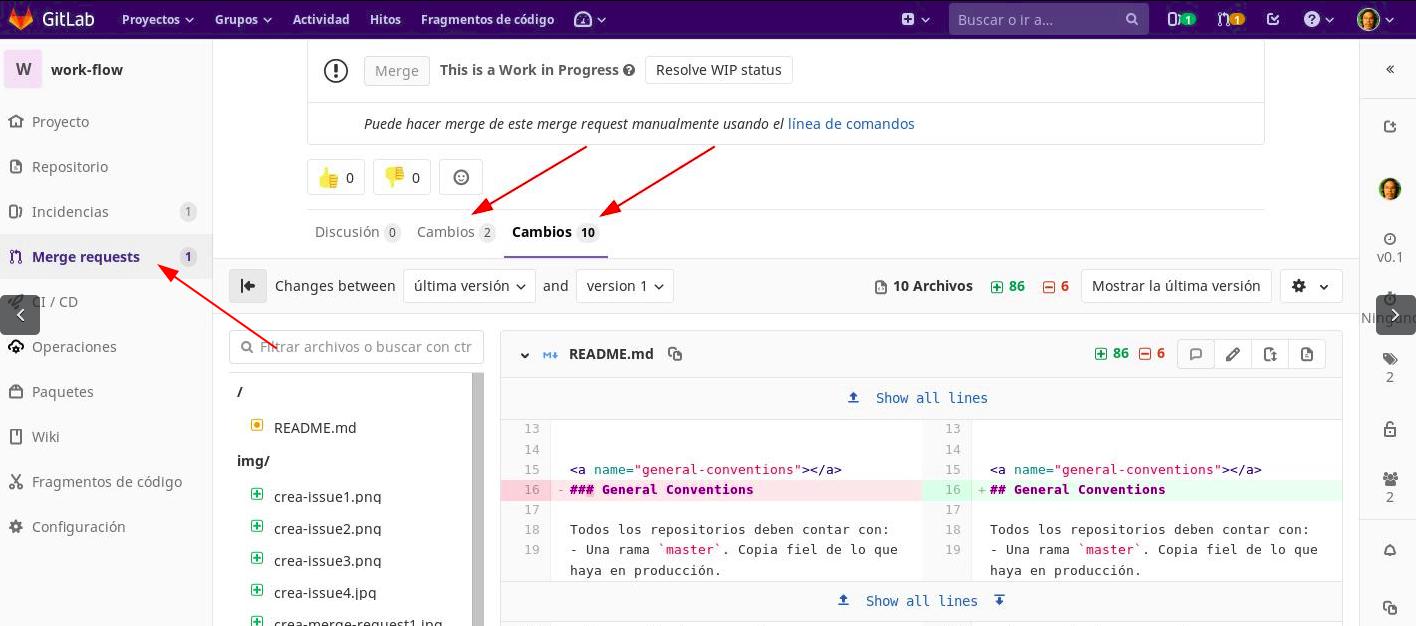 GitLab Proyectos Grupos Actividad Hitos Fragmentos de código Buscar o ir a... 1 1
W work-flow
Proyecto
Repositorio
Incidencias 1
Merge requests 1
CI / CD
Operaciones
Paquetes
Wiki
Fragmentos de código
Configuración
Merge This is a Work in Progress Resolve WIP status
Puede hacer merge de este merge request manualmente usando el línea de comandos
0 0
Discusión 0 Cambios 2 Cambios 10
Changes between última versión and version 1 10 Archivos 86 6 Mostrar la última versión
Filtrar archivos o buscar con ctr
/
README.md
img/
crea-issue1.png
crea-issue2.png
crea-issue3.png
crea-issue4.jpg
crea-merge-request1.jpg
README.md 86 6
Show all lines
13 13
14 14
15 <a name="general-conventions"></a> 15 <a name="general-conventions"></a>
16 - ### General Conventions 16 + ## General Conventions
17 17
18 Todos los repositorios deben contar con: 18 Todos los repositorios deben contar con:
19 - Una rama `master`. Copia fiel de lo que 19 - Una rama `master`. Copia fiel de lo que
haya en producción. haya en producción.
Show all lines
v0.1
Ninguno
2
2